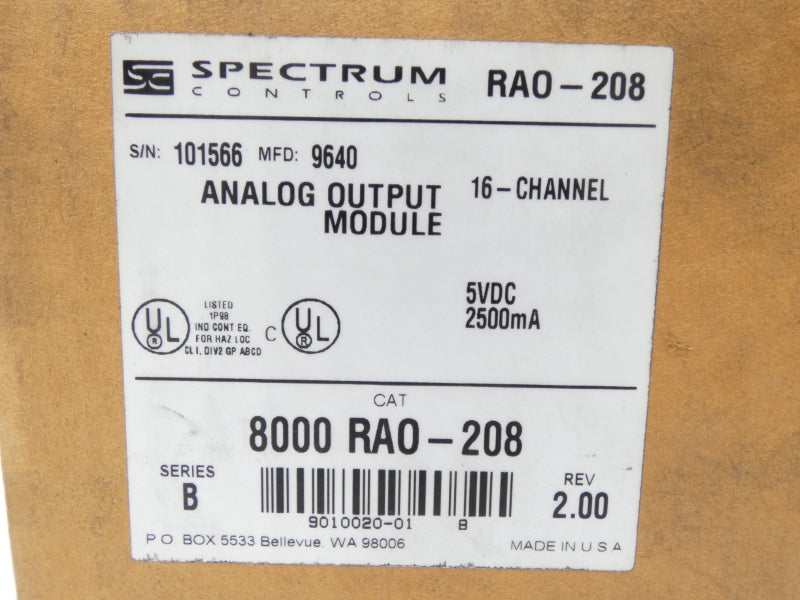 SC SPECTRUM CONTROLS RAO-208
S/N: 101566 MFD: 9640
ANALOG OUTPUT MODULE
16-CHANNEL
5VDC
2500mA
UL ®
LISTED
1P98
IND CONT EQ.
FOR HAZ LOC
CL I, DIV2 GP ABCD
C UL ®
CAT
8000 RAO-208
SERIES
B
9010020-01 B
REV
2.00
P O BOX 5533 Bellevue, WA 98006
MADE IN U S A